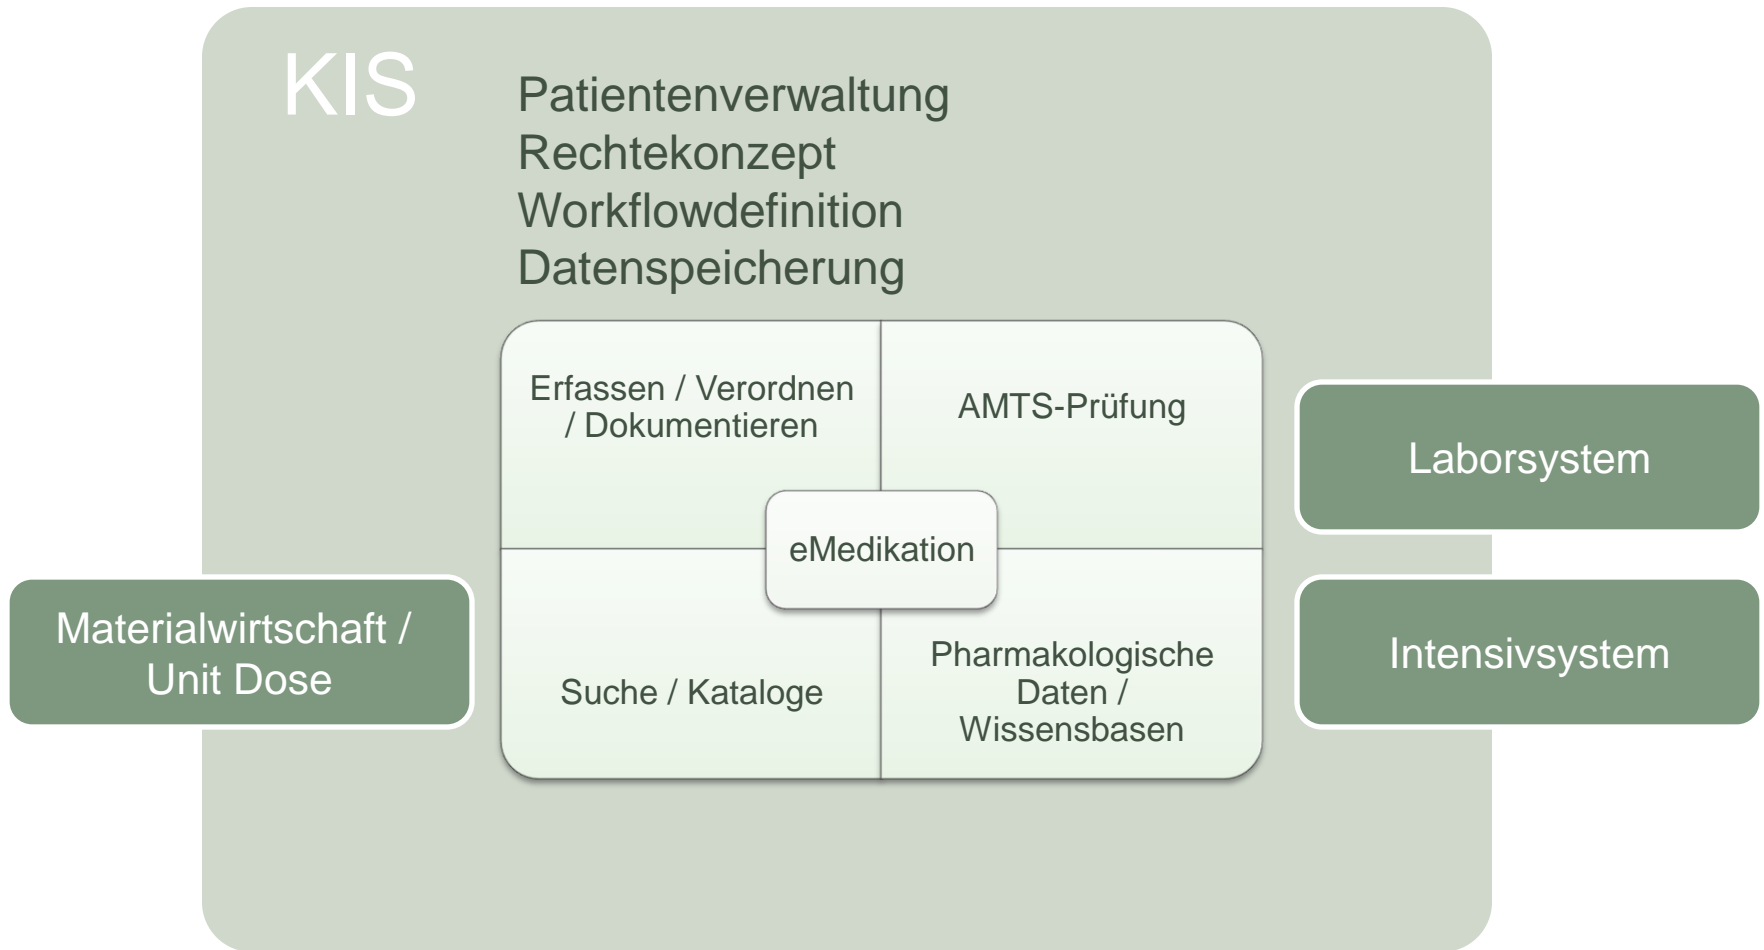 KIS
Patientenverwaltung
Rechtekonzept
Workflowdefinition
Datenspeicherung
Erfassen / Verordnen
/ Dokumentieren
AMTS-Prüfung
eMedikation
Suche / Kataloge
Pharmakologische
Daten /
Wissensbasen
Materialwirtschaft /
Unit Dose
Laborsystem
Intensivsystem